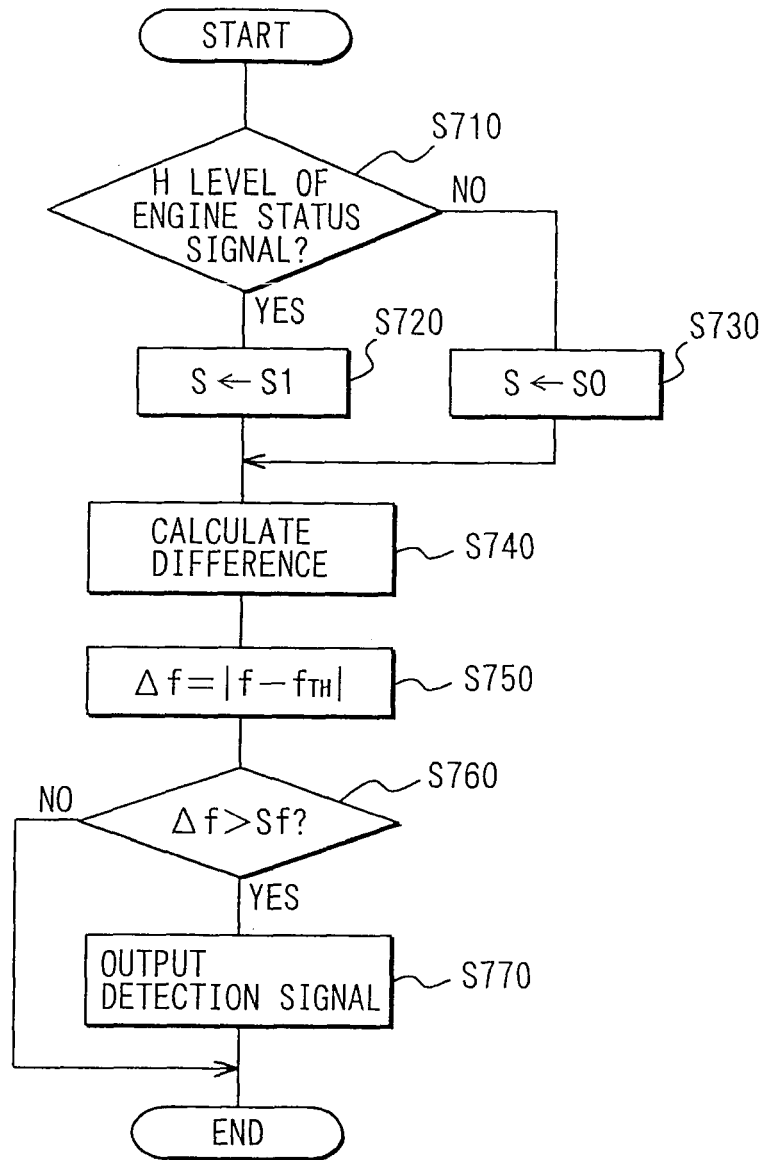 START
S710
H LEVEL OF
ENGINE STATUS
SIGNAL?
NO
YES
S720
S730
S ← S1
S ← S0
CALCULATE
DIFFERENCE
S740
Δf=|f−fTH|
S750
S760
NO
Δf>Sf?
YES
OUTPUT
DETECTION SIGNAL
S770
END